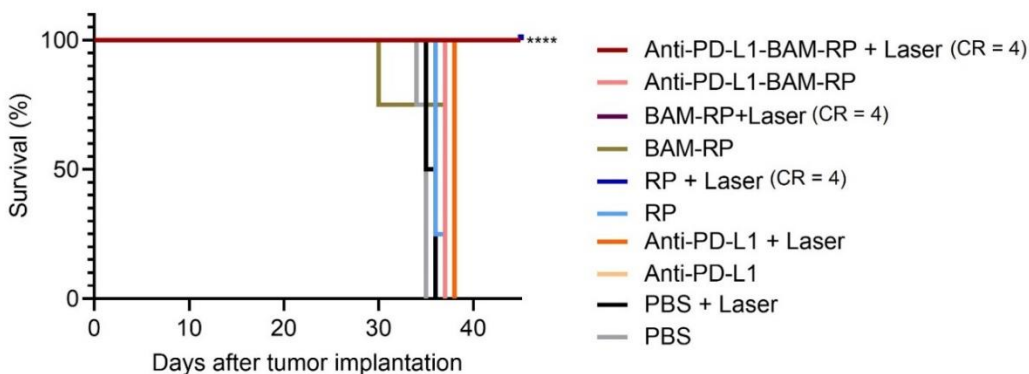 100
50
0
Survival (%)
0 10 20 30 40
Days after tumor implantation
****
Anti-PD-L1-BAM-RP + Laser (CR = 4)
Anti-PD-L1-BAM-RP
BAM-RP+Laser (CR = 4)
BAM-RP
RP + Laser (CR = 4)
RP
Anti-PD-L1 + Laser
Anti-PD-L1
PBS + Laser
PBS